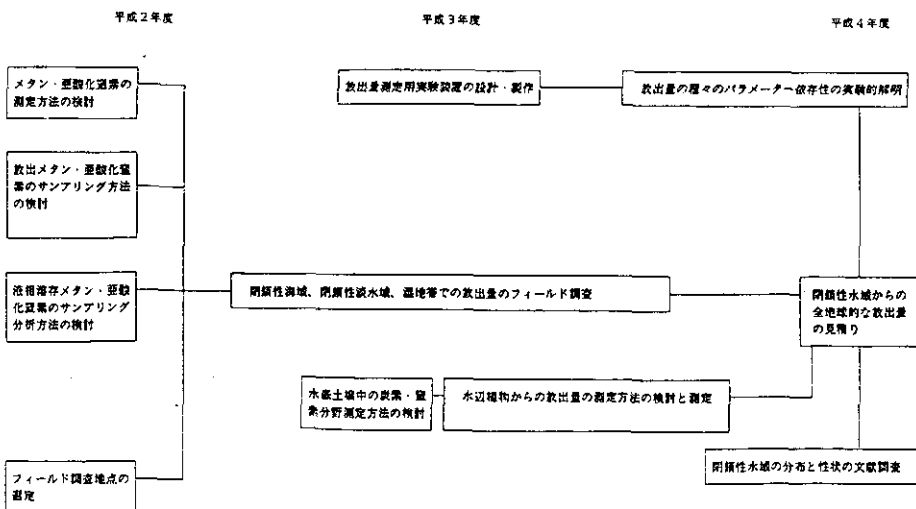 平成2年度
平成3年度
平成4年度
メタン・亜酸化窒素の
測定方法の検討
放出量測定用実験装置の設計・製作
放出量の種々のパラメーター依存性の実験的解明
放出メタン・亜酸化窒
素のサンプリング方法
の検討
液相溶存メタン・亜酸
化窒素のサンプリング
分析方法の検討
閉鎖性海域、閉鎖性淡水域、湿地帯での放出量のフィールド調査
閉鎖性水域からの
全地球的な放出量
の見積り
水底土壌中の炭素・窒
素分野測定方法の検討
水辺植物からの放出量の測定方法の検討と測定
フィールド調査地点の
選定
閉鎖性水域の分布と性状の文献調査